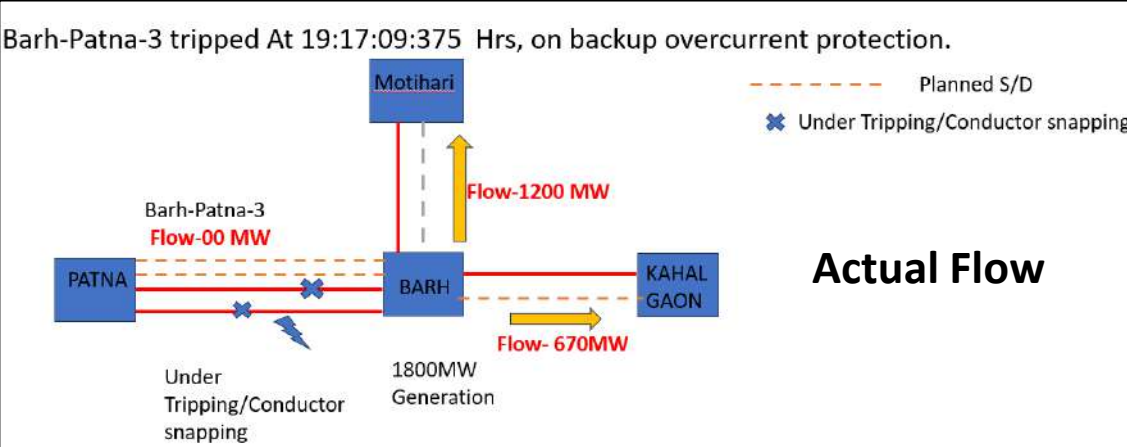 Barh-Patna-3 tripped At 19:17:09:375 Hrs, on backup overcurrent protection.
Motihari
Planned S/D
Under Tripping/Conductor snapping
Flow-1200 MW
Barh-Patna-3
Flow-00 MW
PATNA
BARH
KAHAL
GAON
Actual Flow
Flow- 670MW
Under
Tripping/Conductor
snapping
1800MW
Generation